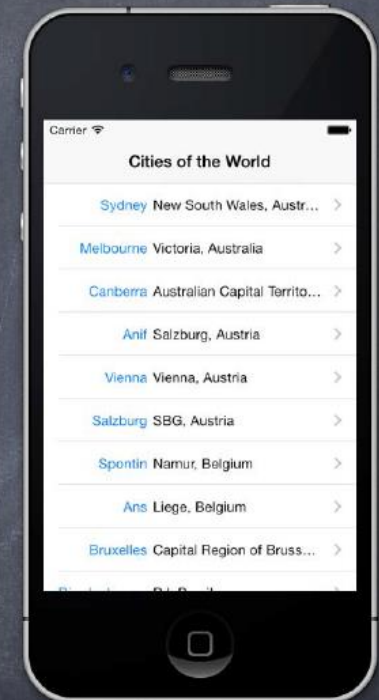 Carrier
Cities of the World
Sydney New South Wales, Austr...
Melbourne Victoria, Australia
Canberra Australian Capital Territo...
Anif Salzburg, Austria
Vienna Vienna, Austria
Salzburg SBG, Austria
Spontin Namur, Belgium
Ans Liege, Belgium
Bruxelles Capital Region of Bruss...